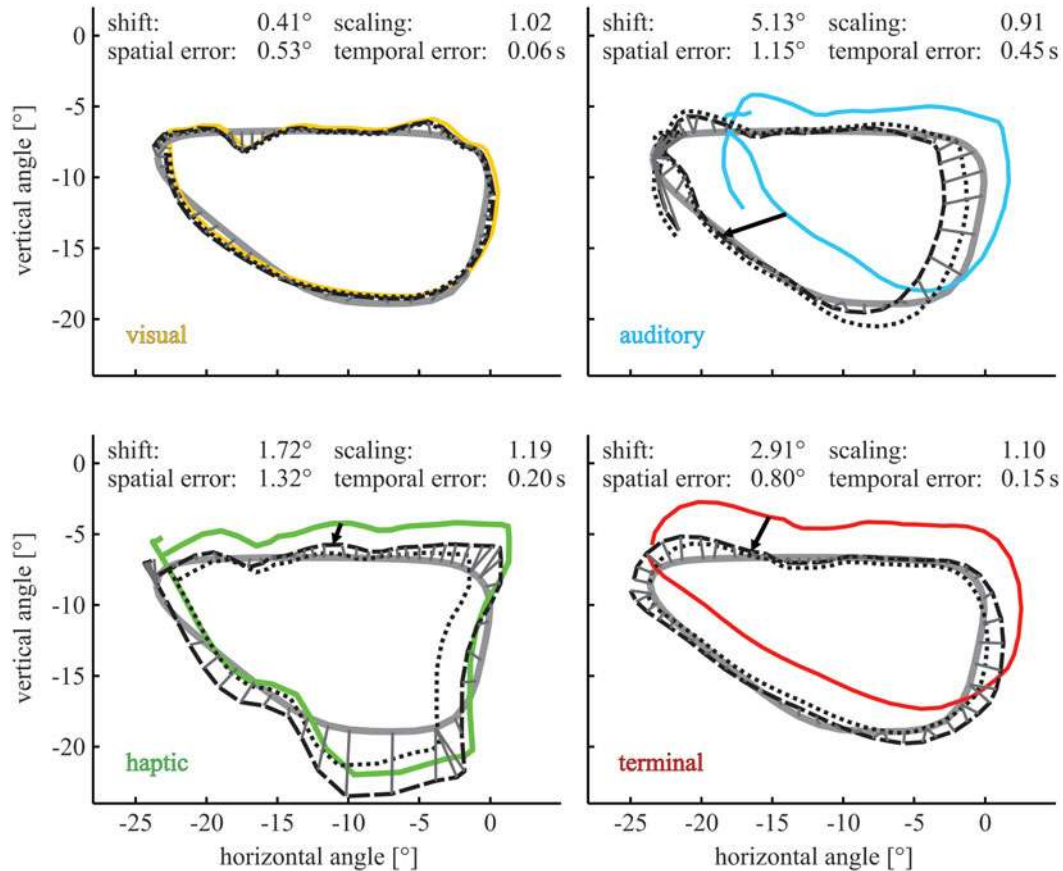 shift: 0.41° scaling: 1.02
spatial error: 0.53° temporal error: 0.06 s
0
-5
-10
-15
-20
vertical angle [°]
visual
shift: 5.13° scaling: 0.91
spatial error: 1.15° temporal error: 0.45 s
auditory
shift: 1.72° scaling: 1.19
spatial error: 1.32° temporal error: 0.20 s
0
-5
-10
-15
-20
vertical angle [°]
haptic
-25 -20 -15 -10 -5 0
horizontal angle [°]
shift: 2.91° scaling: 1.10
spatial error: 0.80° temporal error: 0.15 s
terminal
-25 -20 -15 -10 -5 0
horizontal angle [°]